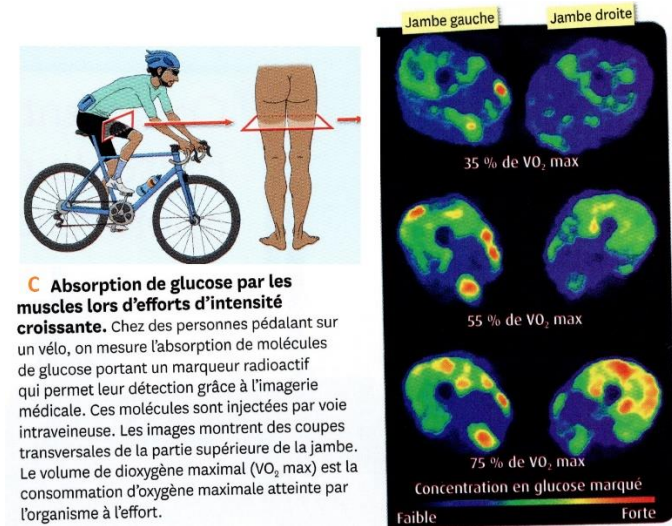 C Absorption de glucose par les
muscles lors d’efforts d’intensité
croissante. Chez des personnes pédalant sur
un vélo, on mesure l’absorption de molécules
de glucose portant un marqueur radioactif
qui permet leur détection grâce à l’imagerie
médicale. Ces molécules sont injectées par voie
intraveineuse. Les images montrent des coupes
transversales de la partie supérieure de la jambe.
Le volume de dioxygène maximal (VO₂ max) est la
consommation d’oxygène maximale atteinte par
l’organisme à l’effort.
Jambe gauche
Jambe droite
35 % de VO₂ max
55 % de VO₂ max
75 % de VO₂ max
Concentration en glucose marqué
Faible
Forte